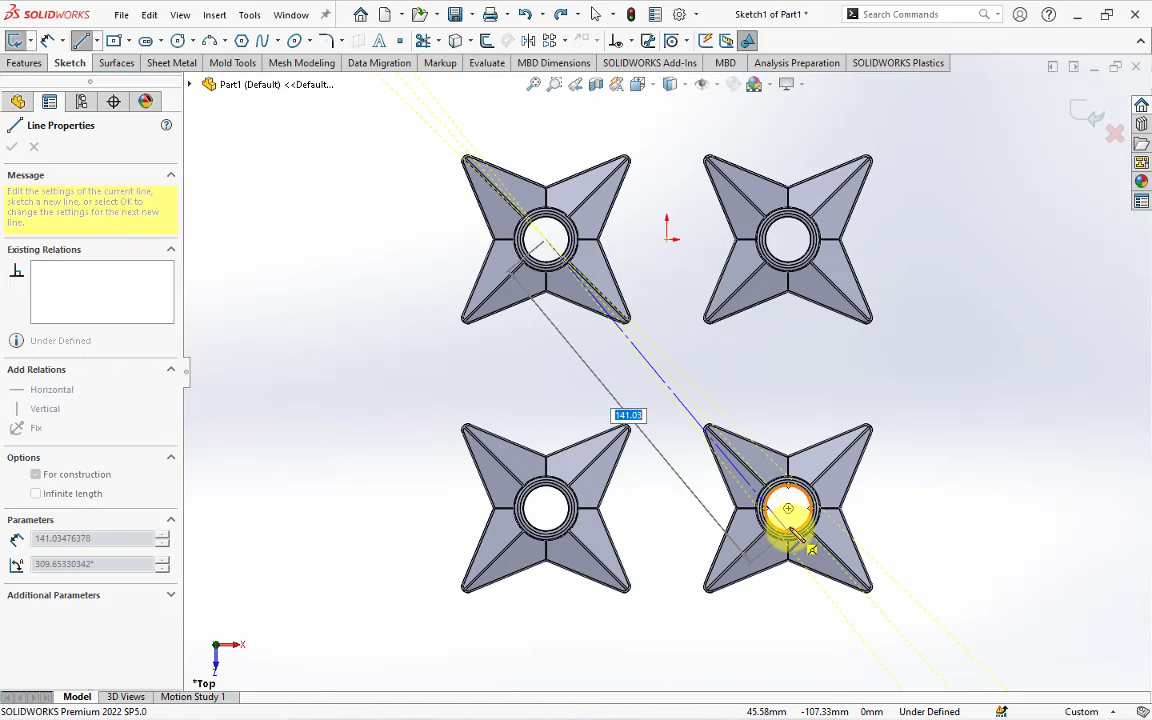 SOLIDWORKS File Edit View Insert Tools Window Sketch1 of Part1 * Search Commands
Features Sketch Surfaces Sheet Metal Mold Tools Mesh Modeling Data Migration Markup Evaluate MBD Dimensions SOLIDWORKS Add-Ins MBD Analysis Preparation SOLIDWORKS Plastics
Part1 (Default) <<Default...
Line Properties
Message
Edit the settings of the current line,
sketch a new line, or select OK to
change the settings for the next new
line.
Existing Relations
Under Defined
Add Relations
Horizontal
Vertical
Fix
Options
For construction
Infinite length
Parameters
141.03476378
309.65330342°
Additional Parameters
141.03
X
Z
*Top
Model 3D Views Motion Study 1
SOLIDWORKS Premium 2022 SP5.0 45.58mm -107.33mm 0mm Under Defined Custom